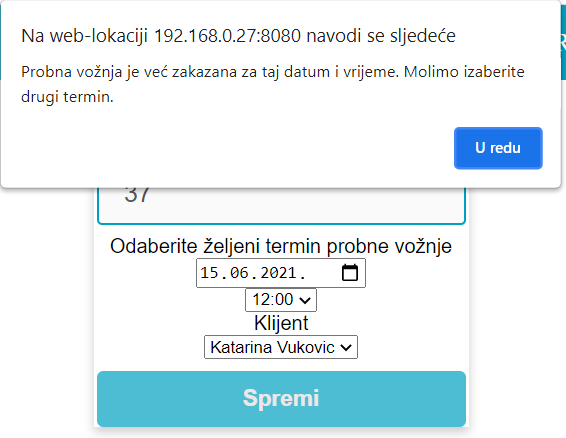 Na web-lokaciji 192.168.0.27:8080 navodi se sljedeće
Probna vožnja je već zakazana za taj datum i vrijeme. Molimo izaberite
drugi termin.
U redu
37
Odaberite željeni termin probne vožnje
15.06.2021.
12:00
Klijent
Katarina Vukovic
Spremi